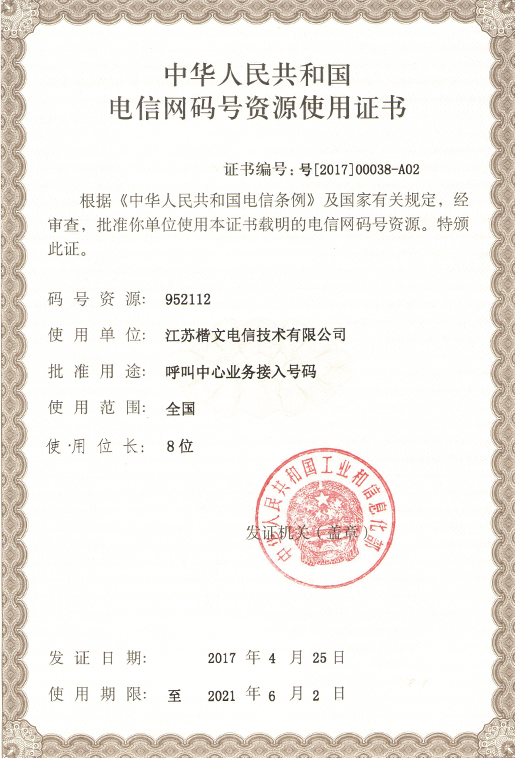 中华人民共和国
电信网码号资源使用证书
证书编号: 号[2017]00038-A02
根据《中华人民共和国电信条例》及国家有关规定，经
审查，批准你单位使用本证书载明的电信网码号资源。特颁
此证。
码号资源: 952112
使用单位: 江苏楷文电信技术有限公司
批准用途: 呼叫中心业务接入号码
使用范围: 全国
使用位长: 8位
中华人民共和国工业和信息化部
发证机关（盖章）
发证日期: 2017 年 4 月 25 日
使用期限: 至 2021 年 6 月 2 日